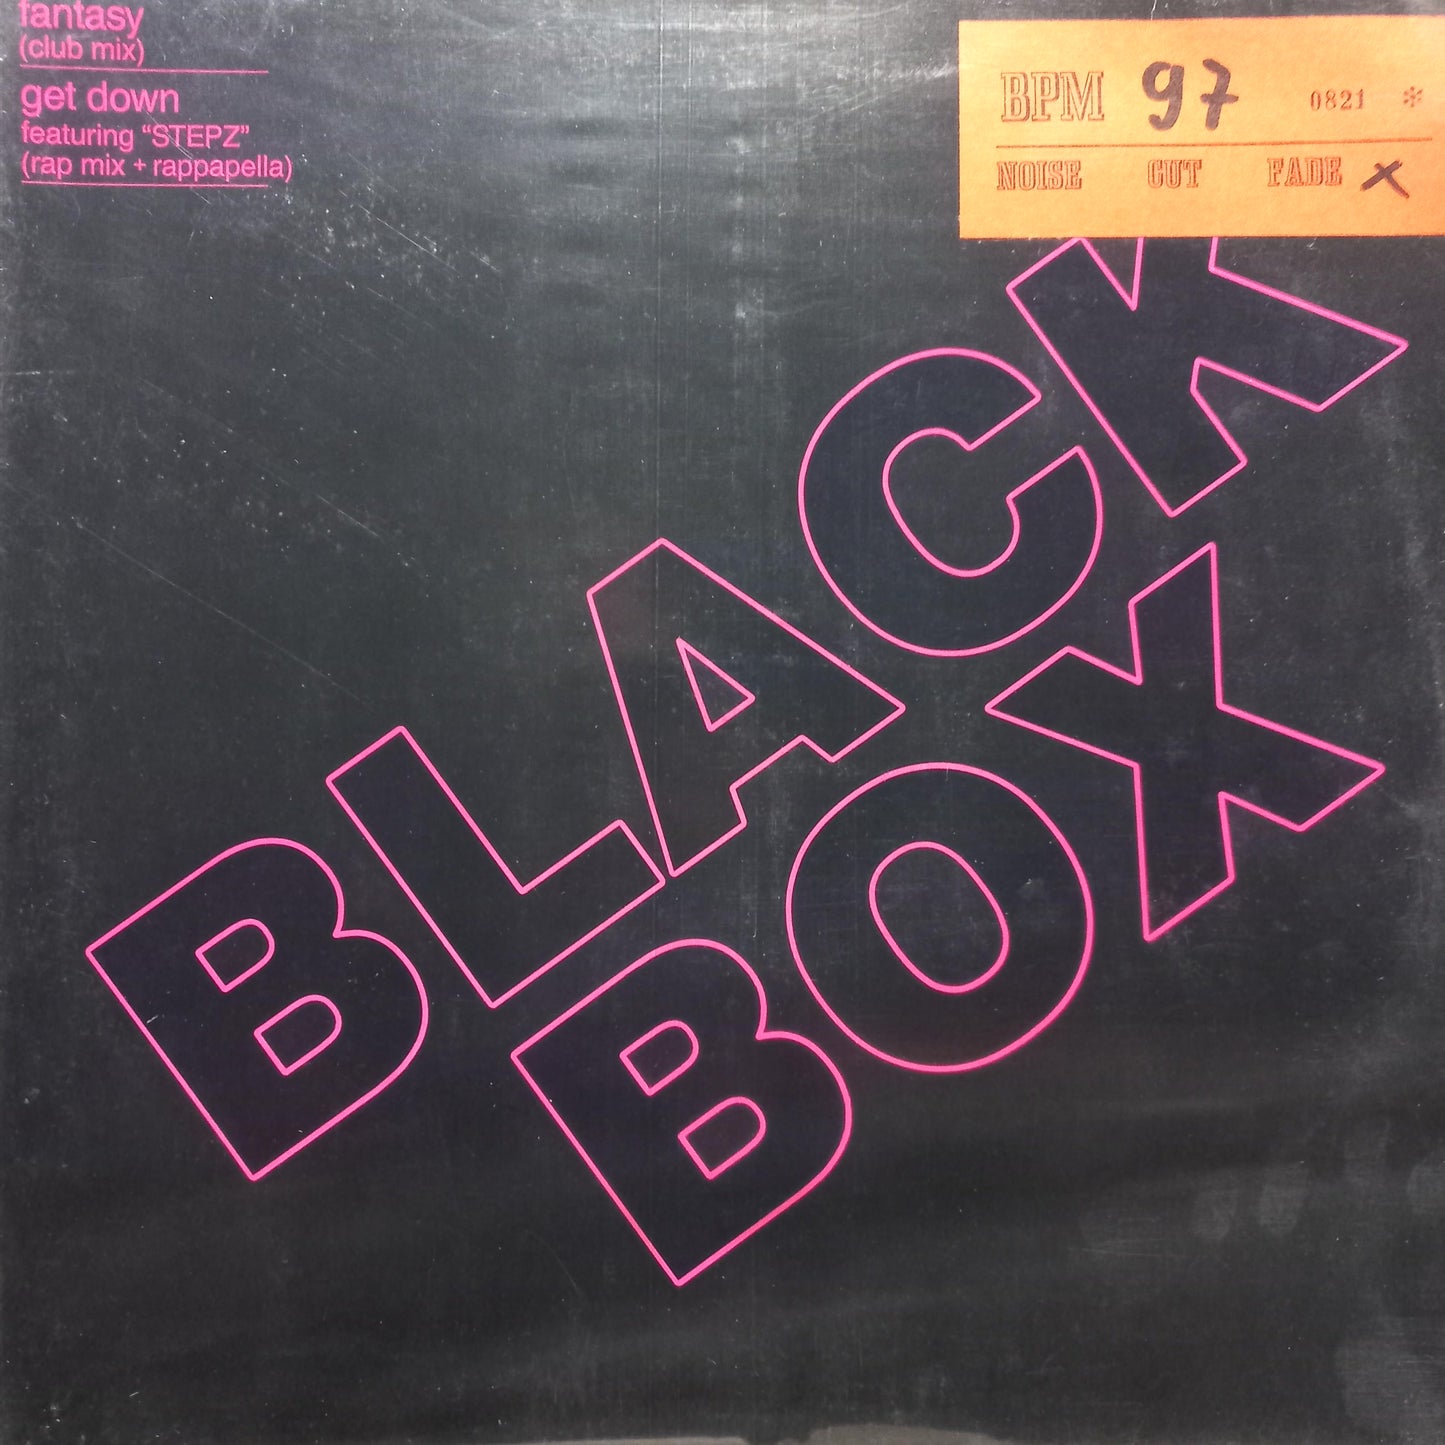 fantasy
(club mix)
get down
featuring “STEPZ”
(rap mix + rappapella)
BPM 97 0821 *
NOISE CUT FADE X
BLACK
BOX